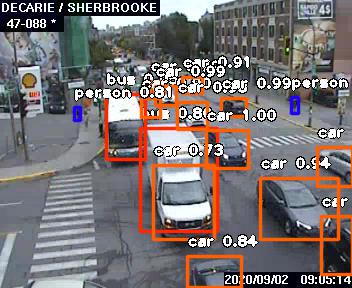 DECARIE / SHERBROOKE
47-088 *
car 0.91
car 0.99
bus
car 0.99
person
person 0.81
bus 0.8
car 1.00
car
car 0.73
car 0.94
car
car 0.84
2020/09/02 09:05:14